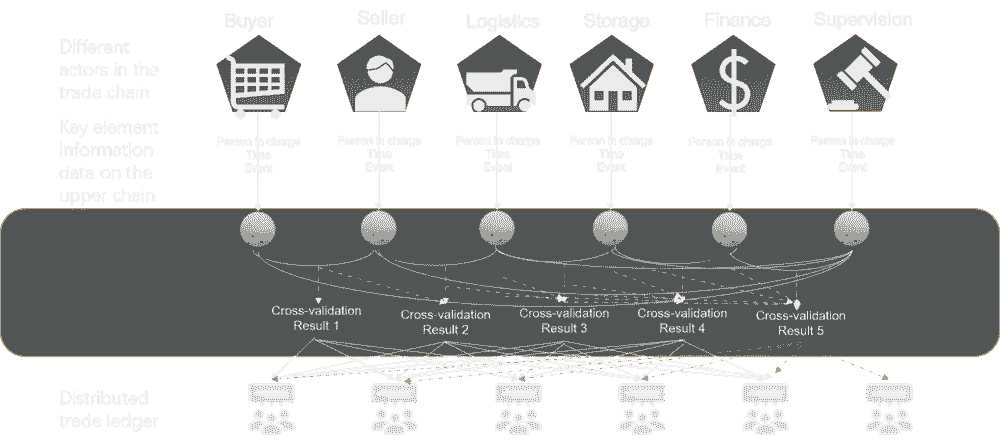 Buyer
Seller
Logistics
Storage
Finance
Supervision
Different
actors in the
trade chain
Key element
information
data on the
upper chain
Person in charge
Time
Event
Person in charge
Time
Event
Person in charge
Time
Event
Person in charge
Time
Event
Person in charge
Time
Event
Person in charge
Time
Event
Cross-validation
Result 1
Cross-validation
Result 2
Cross-validation
Result 3
Cross-validation
Result 4
Cross-validation
Result 5
Distributed
trade ledger